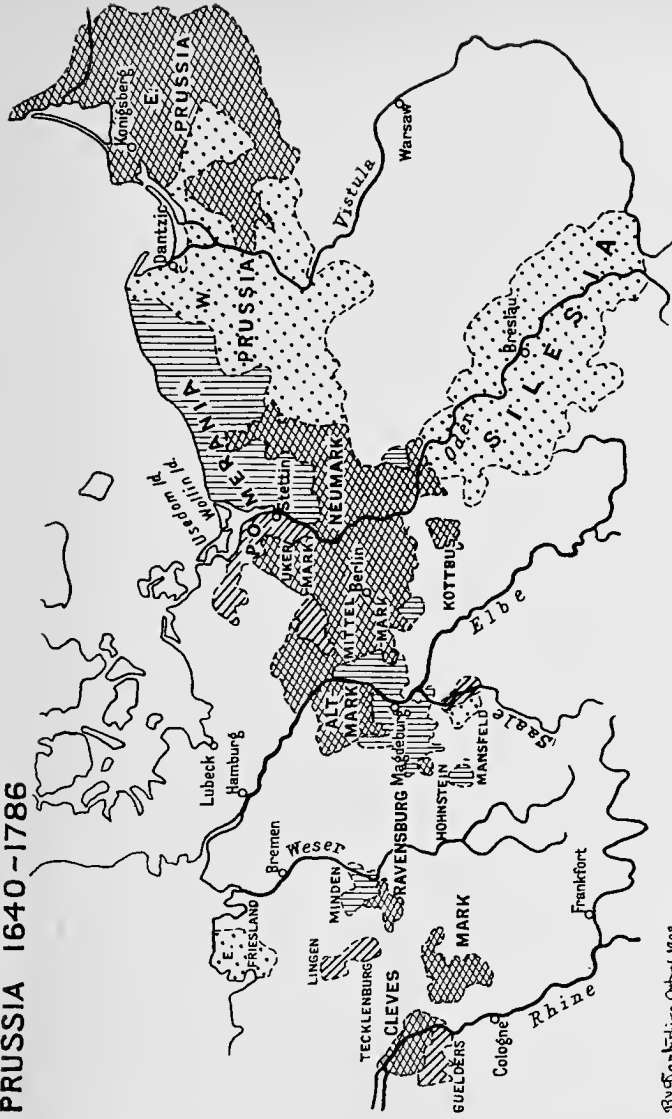 PRUSSIA 1640-1786
Konigsberg
E.
PRUSSIA
Dantzic
W.
PRUSSIA
Vistula
Warsaw
POMERANIA
Usedom Id.
Wollin Id.
Stettin
NEUMARK
UKER
MARK
MITTEL
Berlin
MARK
Oden
Breslau
SILESIA
KOTTBUS
Elbe
ALT
MARK
Magdeburg
Saale
MANSFELD
HOHNSTEIN
Lubeck
Hamburg
Bremen
Weser
E.
FRIESLAND
MINDEN
RAVENSBURG
LINGEN
TECKLENBURG
CLEVES
MARK
GUELDERS
Cologne
Rhine
Frankfort